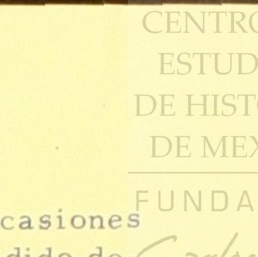 CENTRO
ESTUD
DE HISTO
DE MEX
FUNDA
casiones
dido de